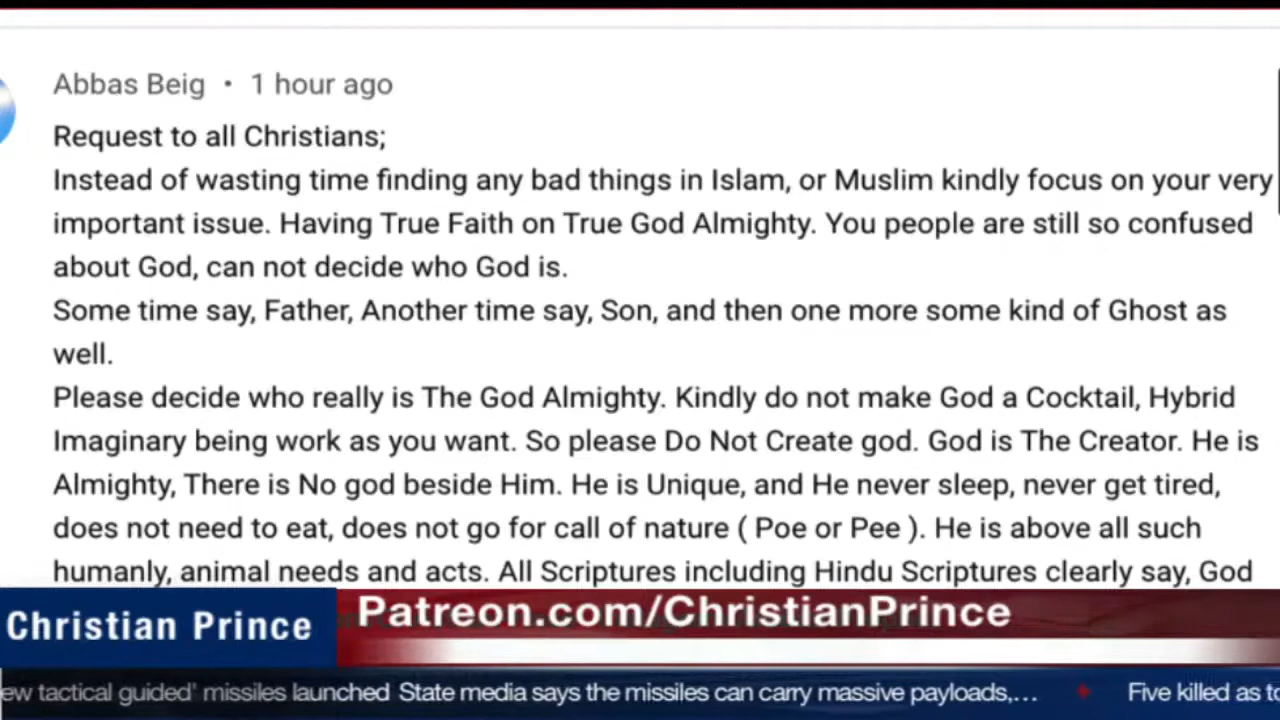 Abbas Beig • 1 hour ago
Request to all Christians;
Instead of wasting time finding any bad things in Islam, or Muslim kindly focus on your very
important issue. Having True Faith on True God Almighty. You people are still so confused
about God, can not decide who God is.
Some time say, Father, Another time say, Son, and then one more some kind of Ghost as
well.
Please decide who really is The God Almighty. Kindly do not make God a Cocktail, Hybrid
Imaginary being work as you want. So please Do Not Create god. God is The Creator. He is
Almighty, There is No god beside Him. He is Unique, and He never sleep, never get tired,
does not need to eat, does not go for call of nature ( Poe or Pee ). He is above all such
humanly, animal needs and acts. All Scriptures including Hindu Scriptures clearly say, God
Christian Prince
Patreon.com/ChristianPrince
ew tactical guided' missiles launched State media says the missiles can carry massive payloads,... Five killed as to